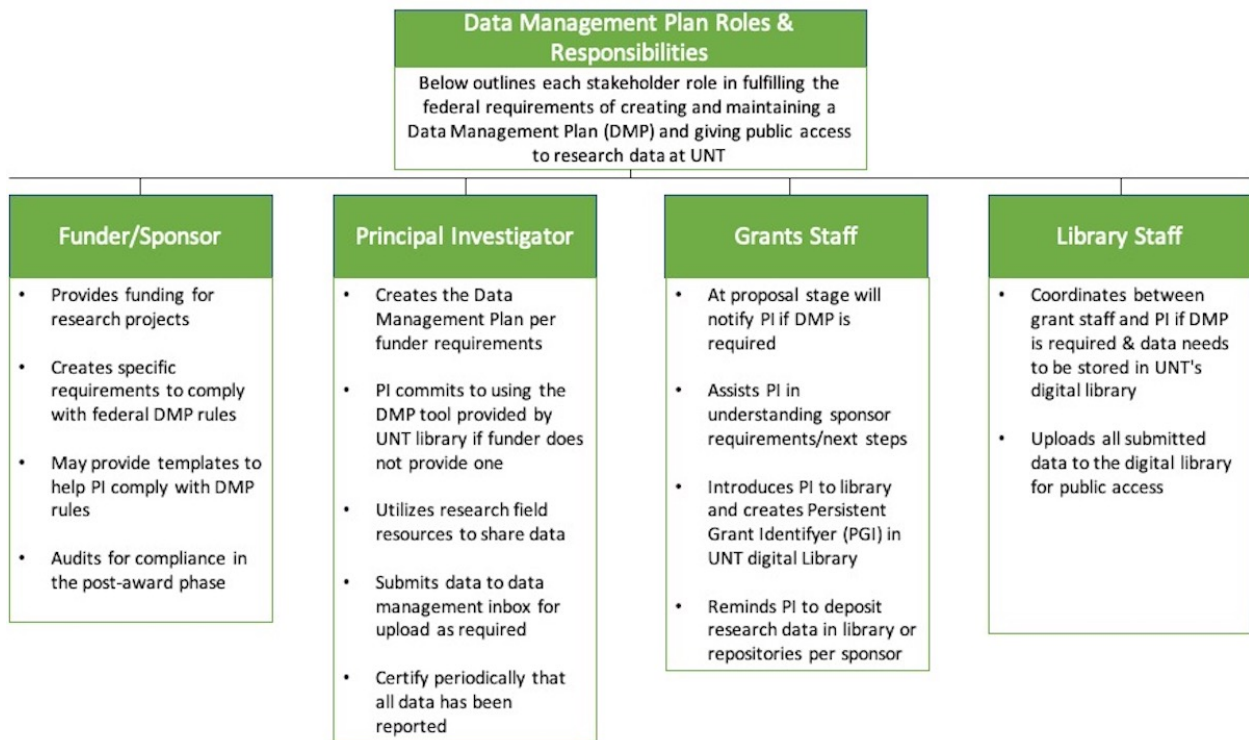 Data Management Plan Roles &
Responsibilities
Below outlines each stakeholder role in fulfilling the
federal requirements of creating and maintaining a
Data Management Plan (DMP) and giving public access
to research data at UNT
Funder/Sponsor
• Provides funding for
research projects
• Creates specific
requirements to comply
with federal DMP rules
• May provide templates to
help PI comply with DMP
rules
• Audits for compliance in
the post-award phase
Principal Investigator
• Creates the Data
Management Plan per
funder requirements
• PI commits to using the
DMP tool provided by
UNT library if funder does
not provide one
• Utilizes research field
resources to share data
• Submits data to data
management inbox for
upload as required
• Certify periodically that
all data has been
reported
Grants Staff
• At proposal stage will
notify PI if DMP is
required
• Assists PI in
understanding sponsor
requirements/next steps
• Introduces PI to library
and creates Persistent
Grant Identifyer (PGI) in
UNT digital Library
• Reminds PI to deposit
research data in library or
repositories per sponsor
Library Staff
• Coordinates between
grant staff and PI if DMP
is required & data needs
to be stored in UNT's
digital library
• Uploads all submitted
data to the digital library
for public access